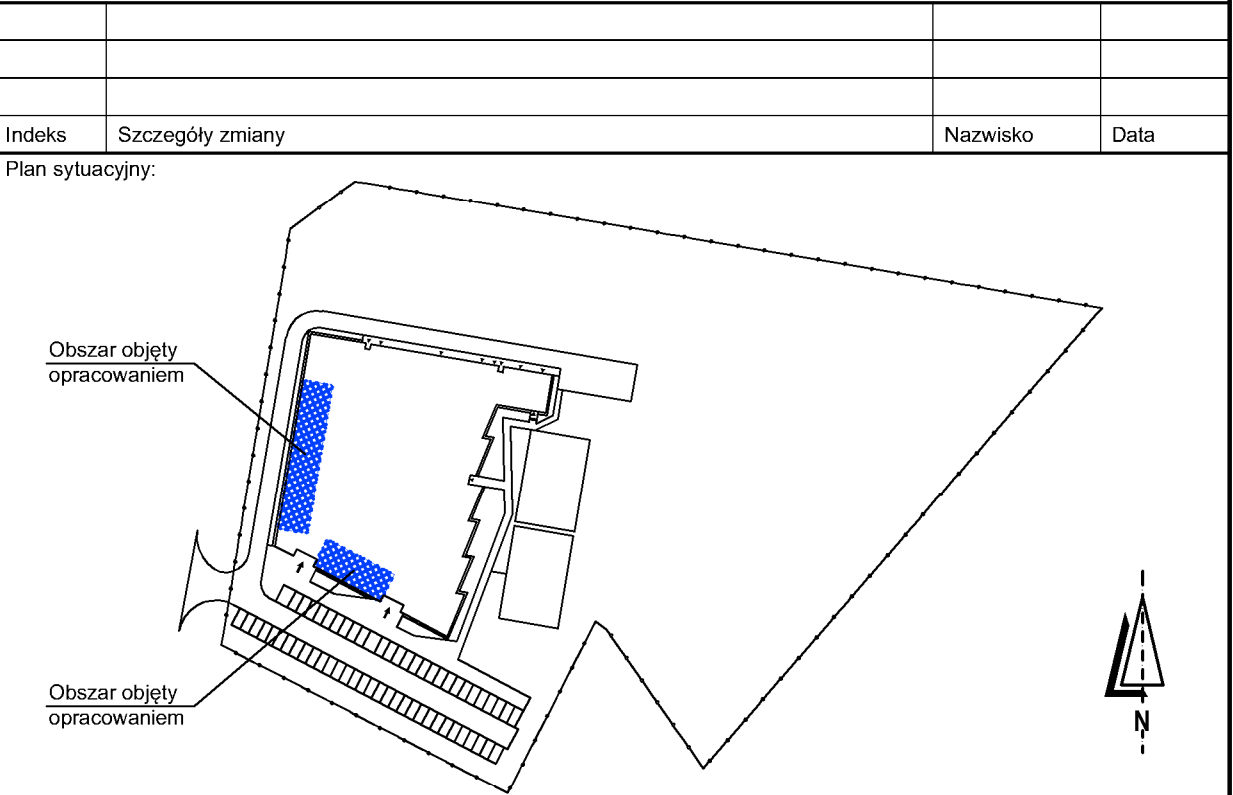 Indeks Szczegóły zmiany Nazwisko Data
Plan sytuacyjny:
Obszar objęty
opracowaniem
Obszar objęty
opracowaniem
N